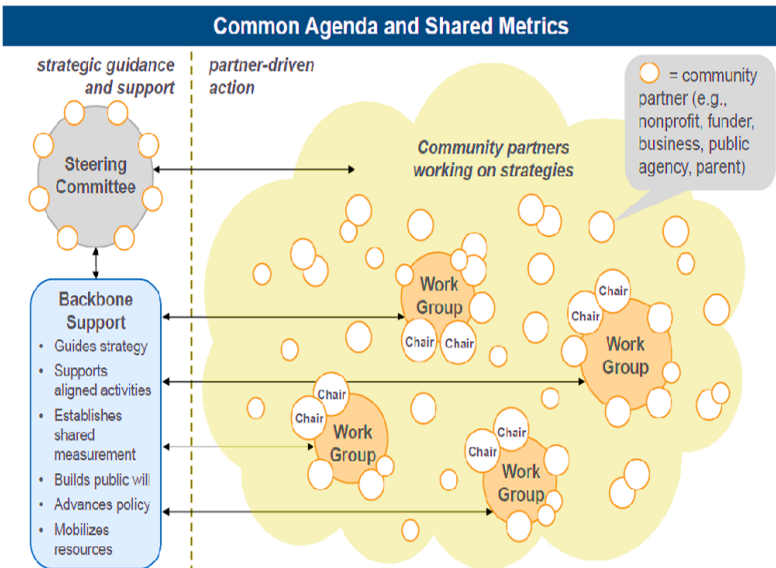 Common Agenda and Shared Metrics
strategic guidance
and support
partner-driven
action
= community
partner (e.g.,
nonprofit, funder,
business, public
agency, parent)
Steering
Committee
Community partners
working on strategies
Backbone
Support
• Guides strategy
• Supports
aligned activities
• Establishes
shared
measurement
• Builds public will
• Advances policy
• Mobilizes
resources
Work
Group
Chair
Chair
Chair
Chair
Work
Group
Chair
Chair
Work
Group
Chair
Chair
Work
Group